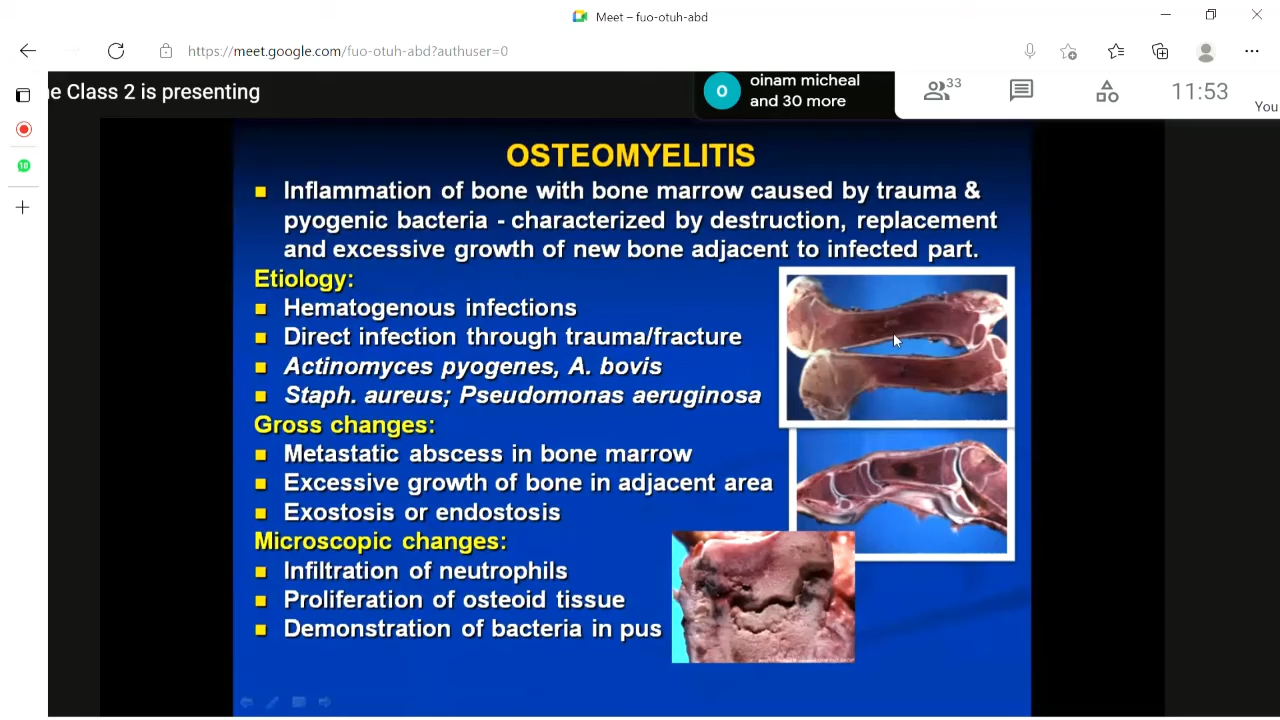 Meet – fuo-otuh-abd
https://meet.google.com/fuo-otuh-abd?authuser=0
e Class 2 is presenting
O
oinam micheal
and 30 more
33
11:53
You
OSTEOMYELITIS
Inflammation of bone with bone marrow caused by trauma &
pyogenic bacteria - characterized by destruction, replacement
and excessive growth of new bone adjacent to infected part.
Etiology:
Hematogenous infections
Direct infection through trauma/fracture
Actinomyces pyogenes, A. bovis
Staph. aureus; Pseudomonas aeruginosa
Gross changes:
Metastatic abscess in bone marrow
Excessive growth of bone in adjacent area
Exostosis or endostosis
Microscopic changes:
Infiltration of neutrophils
Proliferation of osteoid tissue
Demonstration of bacteria in pus